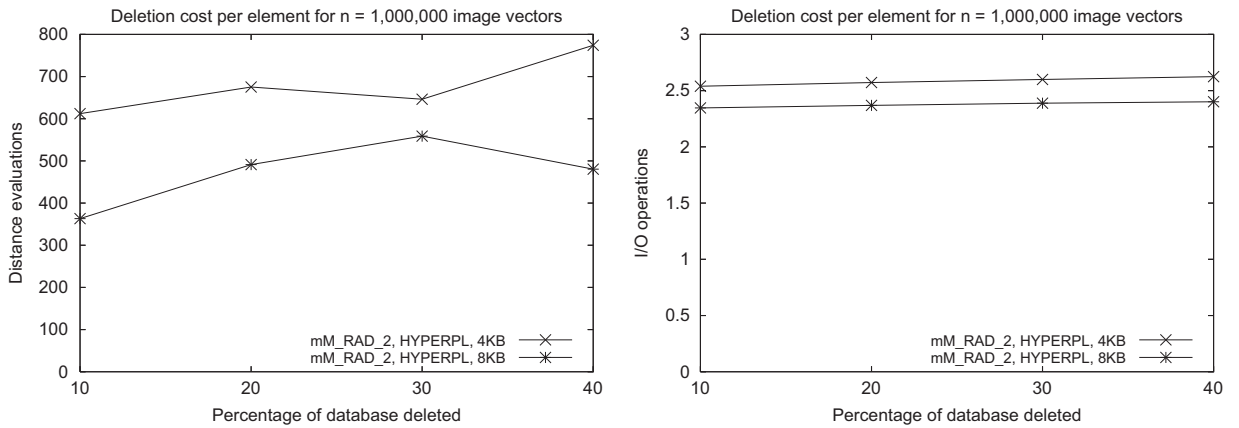 Deletion cost per element for n = 1,000,000 image vectors
800
700
600
500
400
300
200
100
0
Distance evaluations
mM_RAD_2, HYPERPL, 4KB
mM_RAD_2, HYPERPL, 8KB
10
20
30
40
Percentage of database deleted
Deletion cost per element for n = 1,000,000 image vectors
3
2.5
2
1.5
1
0.5
0
I/O operations
mM_RAD_2, HYPERPL, 4KB
mM_RAD_2, HYPERPL, 8KB
10
20
30
40
Percentage of database deleted